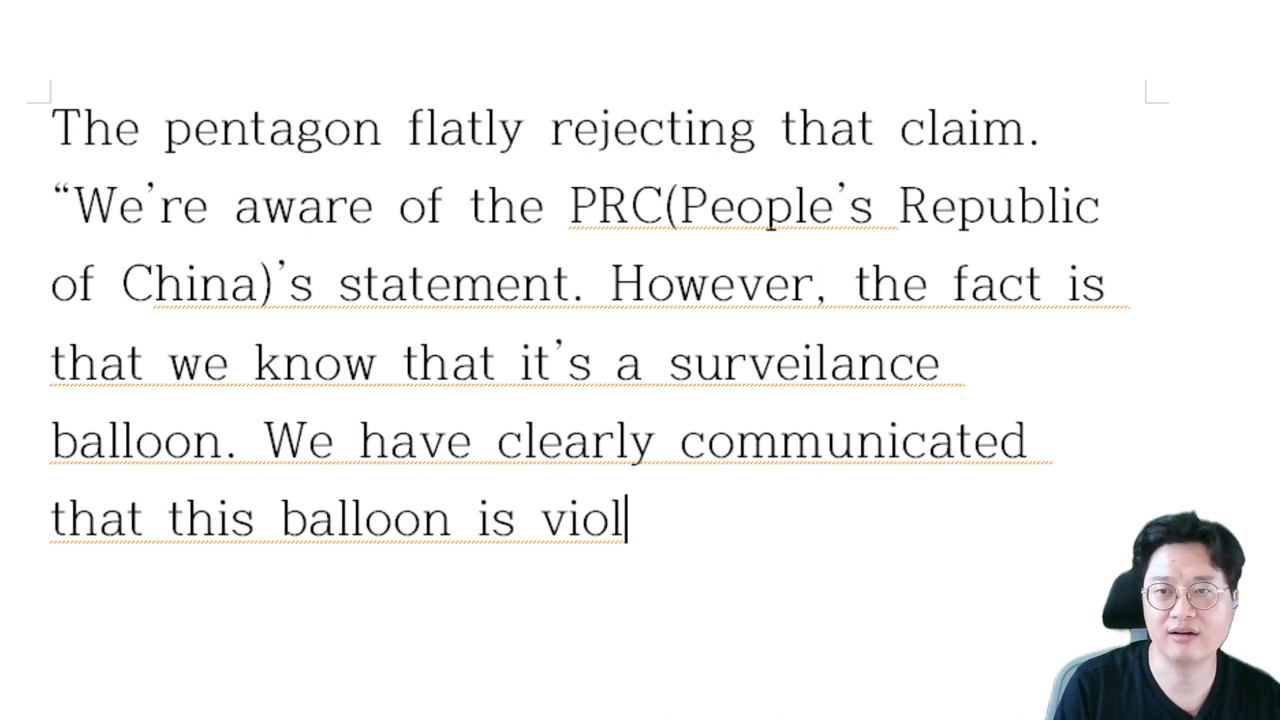 The pentagon flatly rejecting that claim.
“We’re aware of the PRC(People’s Republic
of China)’s statement. However, the fact is
that we know that it’s a surveilance
balloon. We have clearly communicated
that this balloon is viol